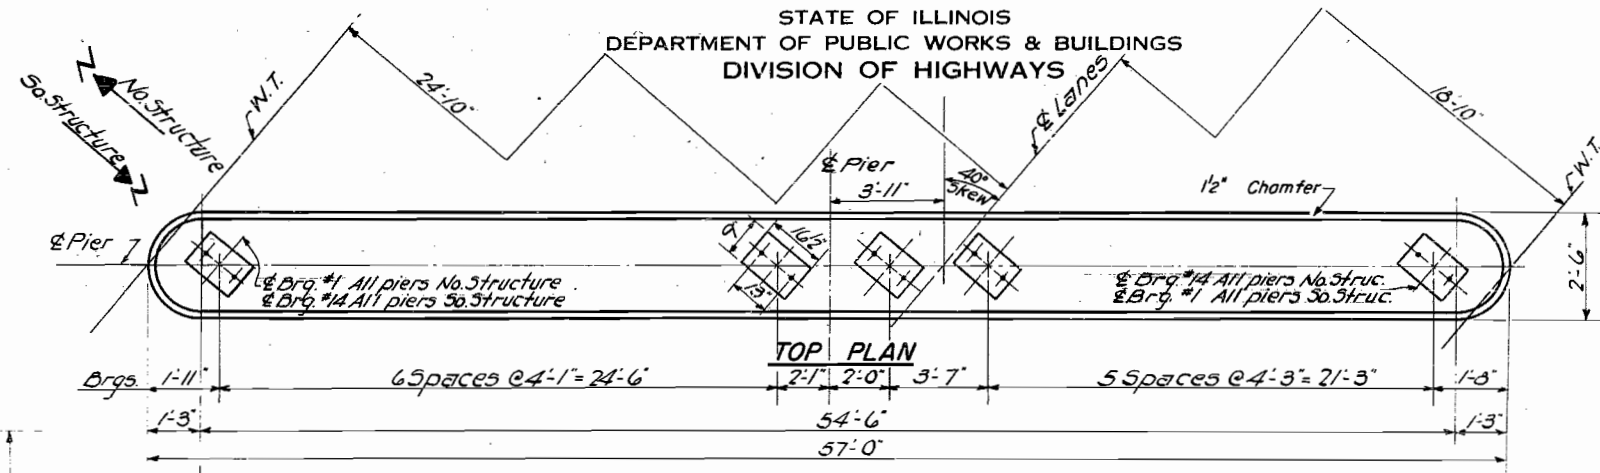 STATE OF ILLINOIS
DEPARTMENT OF PUBLIC WORKS & BUILDINGS
DIVISION OF HIGHWAYS
No. Structure
So. Structure
W.T.
24'-10"
℄ Lanes
18'-10"
W.T.
℄ Pier
3'-11"
40°
Skew
1½" Chamfer
℄ Pier
℄ Brg. #1 All piers No. Structure
℄ Brg. #14 All piers So. Structure
16½"
13"
℄ Brg. #14 All piers No. Struc.
℄ Brg. #1 All piers So. Struc.
2'-6"
TOP PLAN
Brgs. 1'-11" 6 Spaces @ 4'-1" = 24'-6" 2'-1" 2'-0" 3'-7" 5 Spaces @ 4'-3" = 21'-3" 1'-8"
1'-3" 54'-6" 1'-3"
57'-0"